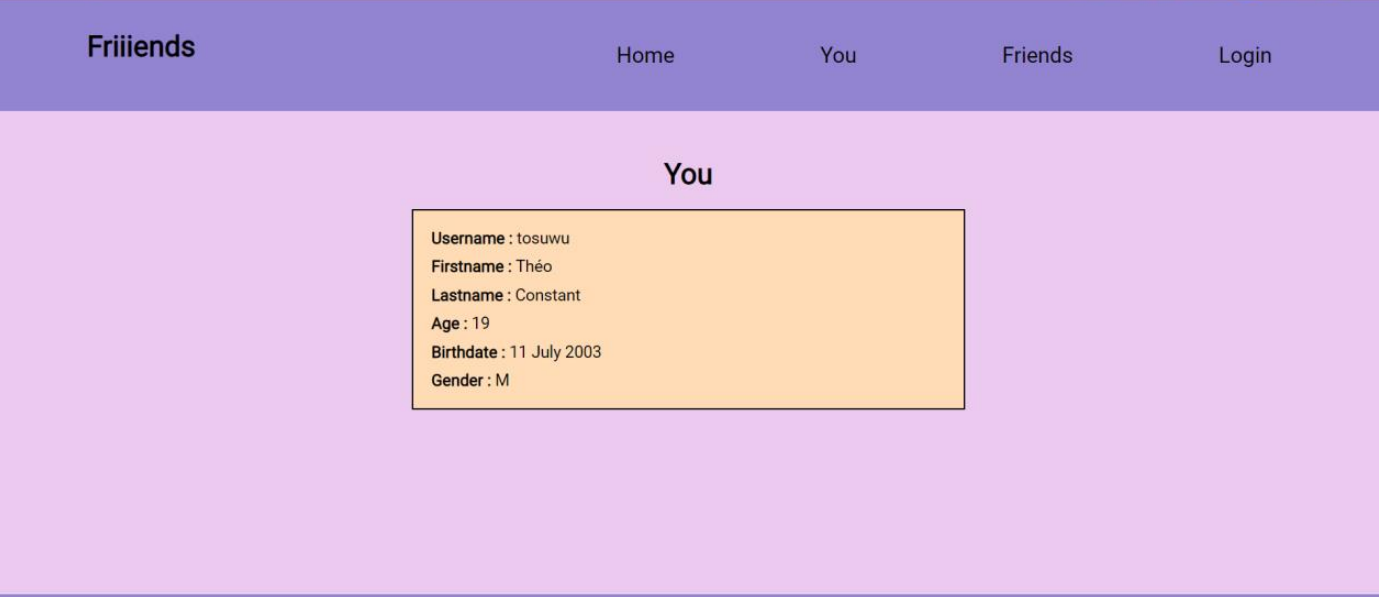 Friiiends
Home You Friends Login
You
Username : tosuwu
Firstname : Théo
Lastname : Constant
Age : 19
Birthdate : 11 July 2003
Gender : M